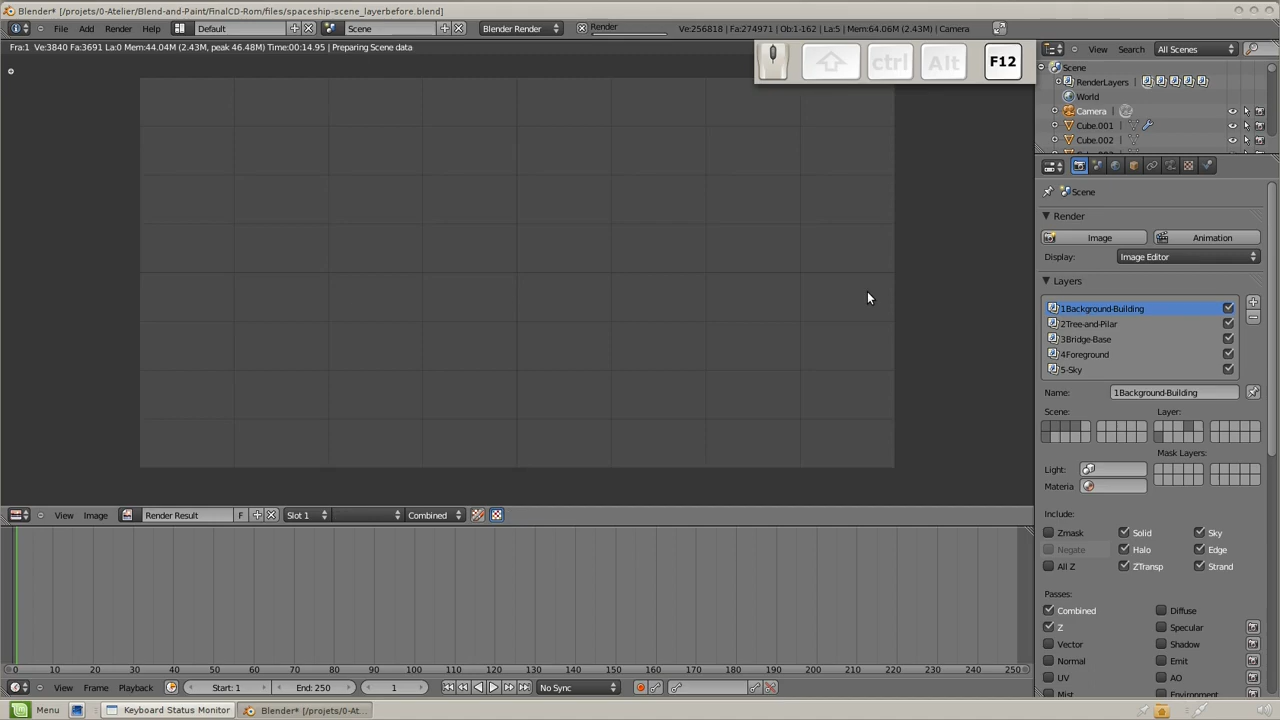 Blender* [/projets/0-Atelier/Blend-and-Paint/FinalCD-Rom/files/spaceship-scene_layerbefore.blend]
File Add Render Help Default Scene Blender Render Render Ve:256818 | Fa:274971 | Ob:1-162 | La:5 | Mem:64.06M (2.43M) | Camera
Fra:1 Ve:3840 Fa:3691 La:0 Mem:44.04M (2.43M, peak 46.48M) Time:00:14.95 | Preparing Scene data
ctrl Alt F12
View Search All Scenes
Scene
RenderLayers |
World
Camera |
Cube.001 |
Cube.002 |
Scene
Render
Image Animation
Display: Image Editor
Layers
1Background-Building
2Tree-and-Pilar
3Bridge-Base
4Foreground
5-Sky
Name: 1Background-Building
Scene: Layer:
Mask Layers:
Light:
Materia
Include:
Zmask Solid Sky
Negate Halo Edge
All Z ZTransp Strand
Passes:
Combined Diffuse
Z Specular
Vector Shadow
Normal Emit
UV AO
Mist Environment
View Image Render Result F Slot 1 Combined
0 10 20 30 40 50 60 70 80 90 100 110 120 130 140 150 160 170 180 190 200 210 220 230 240 250
View Frame Playback Start: 1 End: 250 1 No Sync
Menu Keyboard Status Monitor Blender* [/projets/0-At...